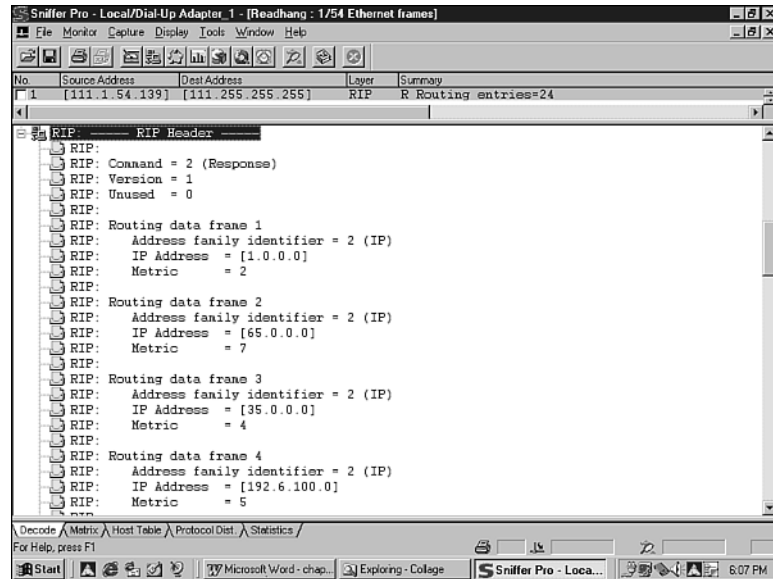 Sniffer Pro - Local/Dial-Up Adapter_1 - [Readhang : 1/54 Ethernet frames]
File Monitor Capture Display Tools Window Help
No. Source Address Dest Address Layer Summary
1 [111.1.54.139] [111.255.255.255] RIP R Routing entries=24
RIP: ----- RIP Header -----
RIP:
RIP: Command = 2 (Response)
RIP: Version = 1
RIP: Unused = 0
RIP:
RIP: Routing data frame 1
RIP: Address family identifier = 2 (IP)
RIP: IP Address = [1.0.0.0]
RIP: Metric = 2
RIP:
RIP: Routing data frame 2
RIP: Address family identifier = 2 (IP)
RIP: IP Address = [65.0.0.0]
RIP: Metric = 7
RIP:
RIP: Routing data frame 3
RIP: Address family identifier = 2 (IP)
RIP: IP Address = [35.0.0.0]
RIP: Metric = 4
RIP:
RIP: Routing data frame 4
RIP: Address family identifier = 2 (IP)
RIP: IP Address = [192.6.100.0]
RIP: Metric = 5
Decode Matrix Host Table Protocol Dist. Statistics
For Help, press F1
Start Microsoft Word - chap... Exploring - Collage Sniffer Pro - Loca... 6:07 PM